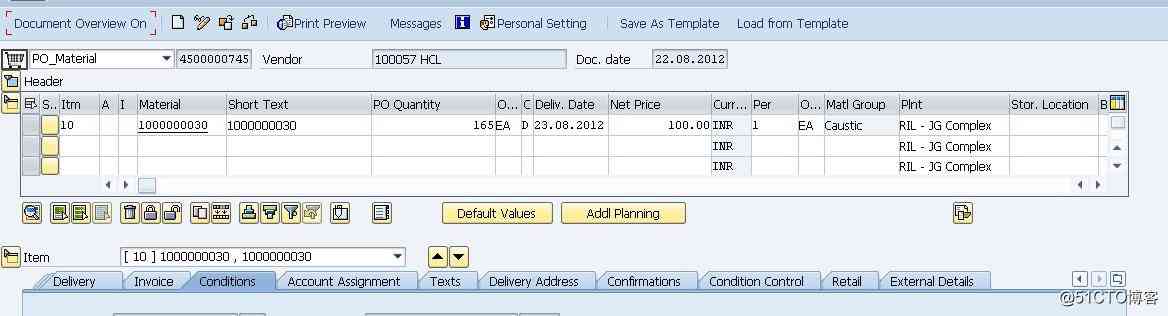 Document Overview On Print Preview Messages Personal Setting Save As Template Load from Template
PO_Material 4500000745 Vendor 100057 HCL Doc. date 22.08.2012
Header
S.. Itm A I Material Short Text PO Quantity O... C Deliv. Date Net Price Curr... Per O... Matl Group Plnt Stor. Location B
10 1000000030 1000000030 165 EA D 23.08.2012 100.00 INR 1 EA Caustic RIL - JG Complex
INR RIL - JG Complex
INR RIL - JG Complex
Default Values Addl Planning
Item [ 10 ] 1000000030 , 1000000030
Delivery Invoice Conditions Account Assignment Texts Delivery Address Confirmations Condition Control Retail External Details
@51CTO博客